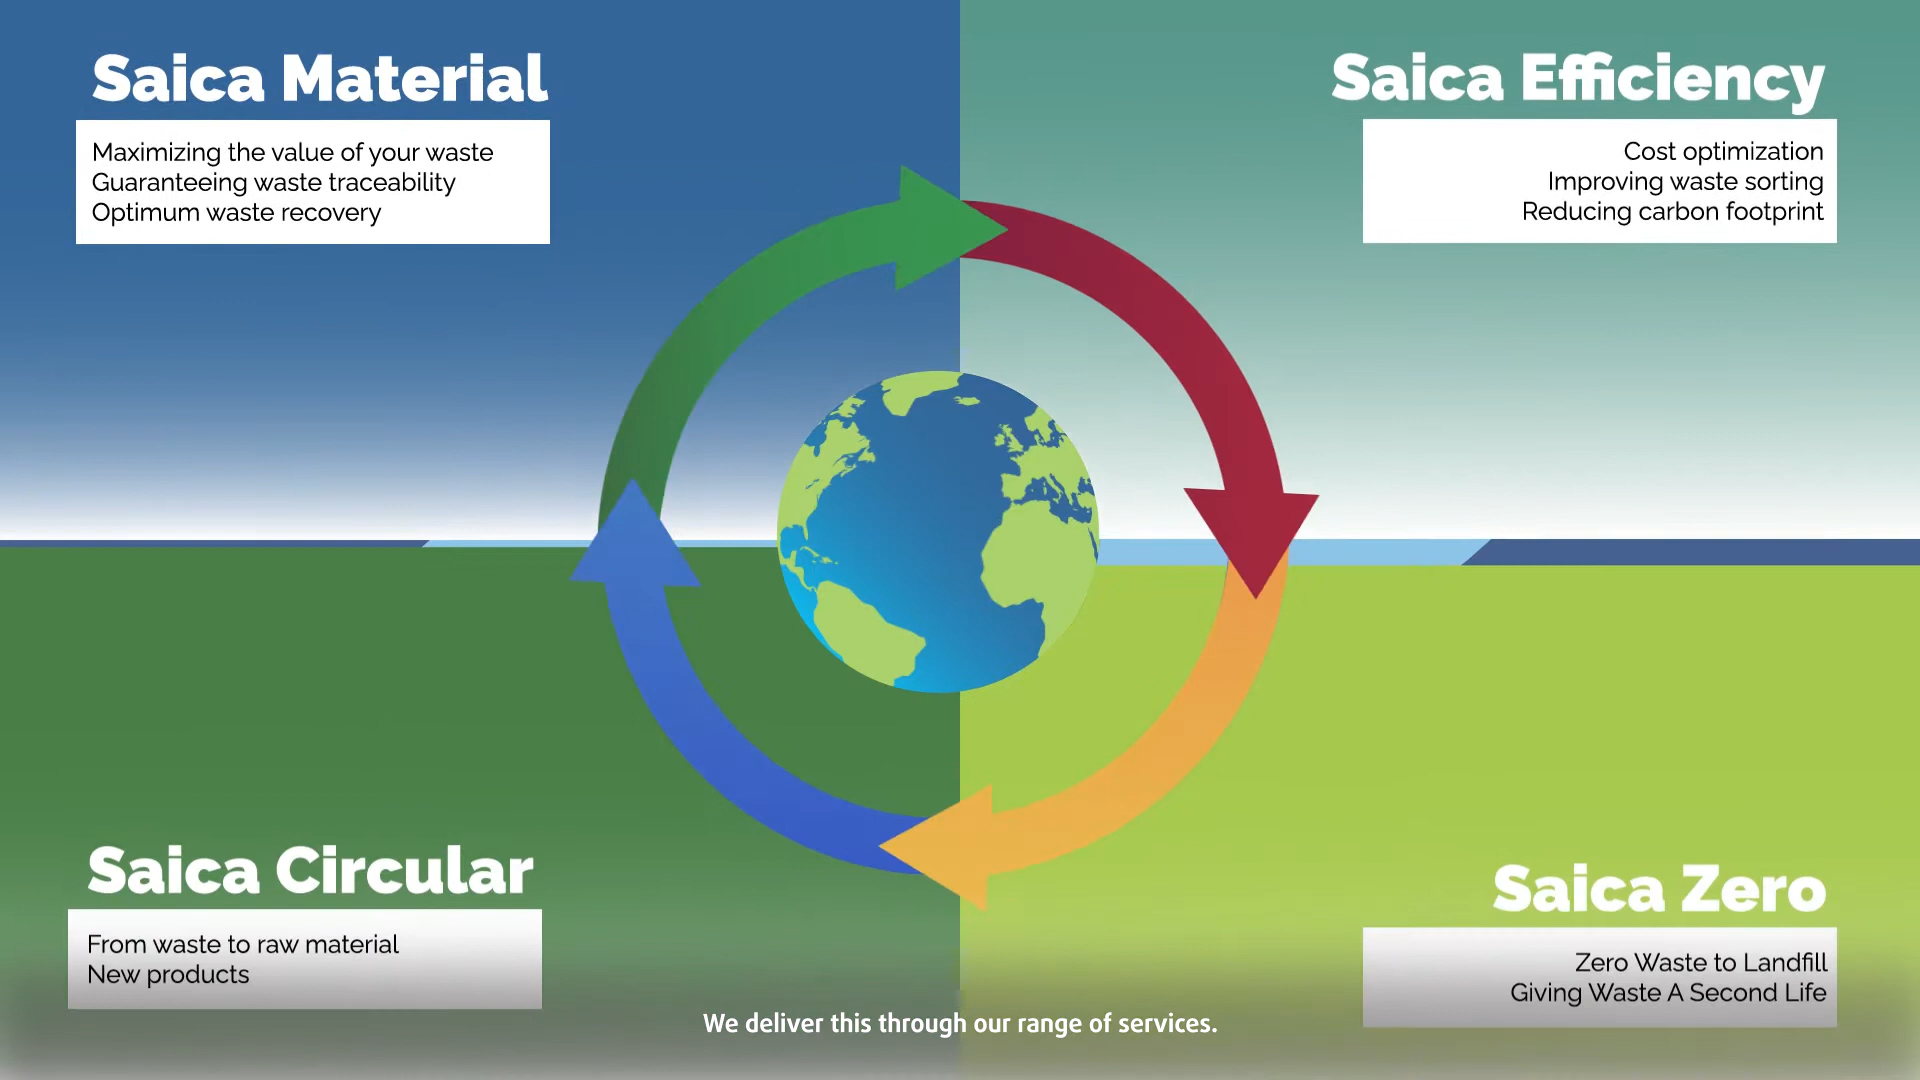 Saica Material
Maximizing the value of your waste
Guaranteeing waste traceability
Optimum waste recovery
Saica Efficiency
Cost optimization
Improving waste sorting
Reducing carbon footprint
Saica Circular
From waste to raw material
New products
Saica Zero
Zero Waste to Landfill
Giving Waste A Second Life
We deliver this through our range of services.